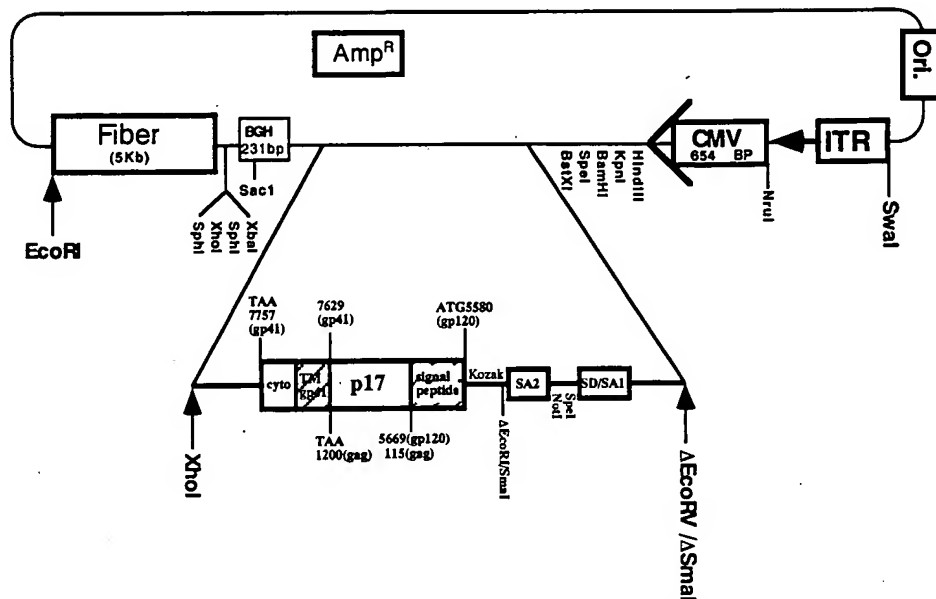 Amp^R
Ori.
Fiber
(5Kb)
BGH
231bp
Sac1
CMV
654 BP
ITR
EcoRI
SphI
XhoI
SphI
XbaI
BstXI
SpeI
BamHI
KpnI
HindIII
NruI
SwaI
TAA
7757
(gp41)
7629
(gp41)
ATG5580
(gp120)
cyto
TM
gp41
p17
signal
peptide
Kozak
SA2
SD/SA1
NotI
SpeI
TAA
1200(gag)
5669(gp120)
115(gag)
ΔEcoRI/SmaI
XhoI
ΔEcoRV /ΔSmaI